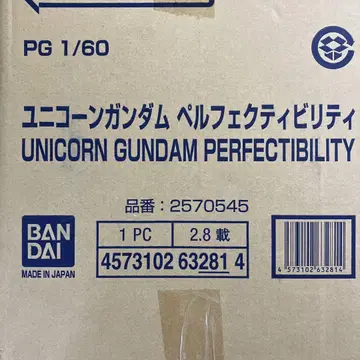 PG 1/60
ユニコーンガンダム ペルフェクティビリティ
UNICORN GUNDAM PERFECTIBILITY
品番：2570545
BAN
DAI
MADE IN JAPAN
1 PC
2.8 載
4573102 63281 4
4 573102 632814